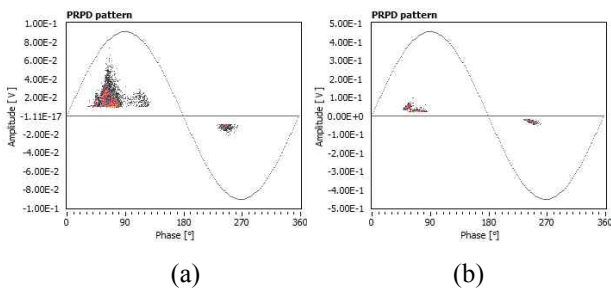 PRPD pattern
1.00E-1
8.00E-2
6.00E-2
4.00E-2
2.00E-2
-1.11E-17
-2.00E-2
-4.00E-2
-6.00E-2
-8.00E-2
-1.00E-1
Amplitude [ V ]
0 90 180 270 360
Phase [°]
(a)
PRPD pattern
5.00E-1
4.00E-1
3.00E-1
2.00E-1
1.00E-1
0.00E+0
-1.00E-1
-2.00E-1
-3.00E-1
-4.00E-1
-5.00E-1
Amplitude [ V ]
0 90 180 270 360
Phase [°]
(b)